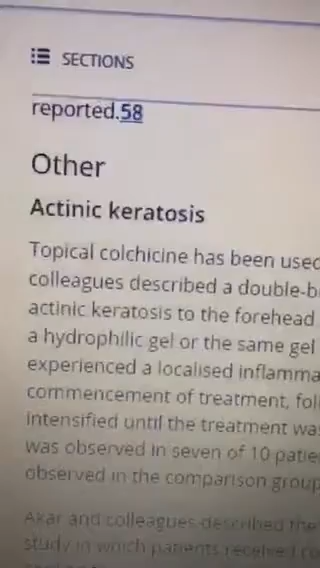 SECTIONS
reported.58
Other
Actinic keratosis
Topical colchicine has been used
colleagues described a double-b
actinic keratosis to the forehead
a hydrophilic gel or the same gel
experienced a localised inflamma
commencement of treatment, foll
intensified until the treatment was
was observed in seven of 10 patie
observed in the comparison group
Akar and colleagues described the
study in which patients received co